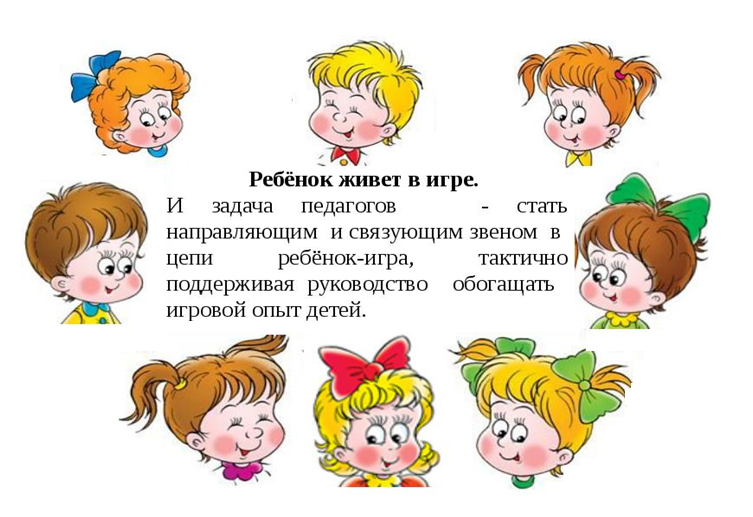 Ребёнок живет в игре.
И задача педагогов - стать
направляющим и связующим звеном в
цепи ребёнок-игра, тактично
поддерживая руководство обогащать
игровой опыт детей.